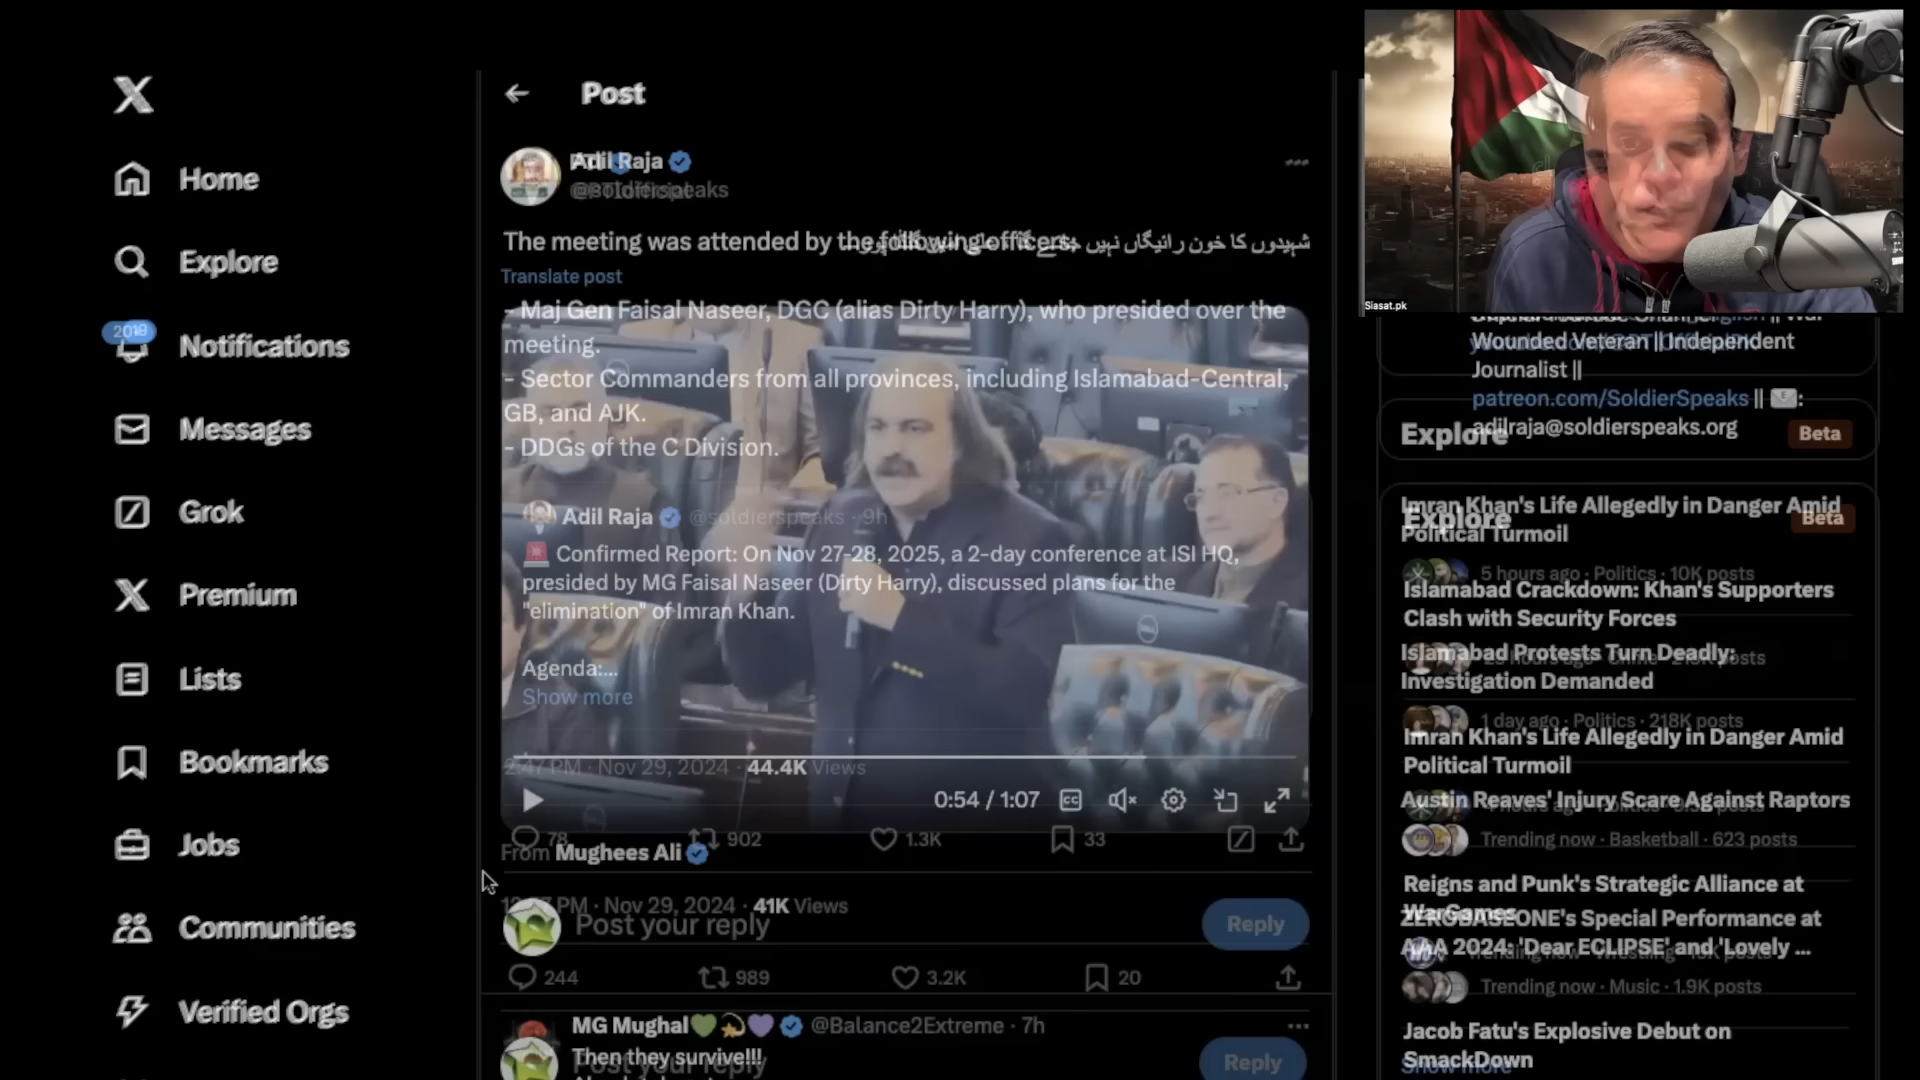 Post
Adil Raja
@soldierspeaks
The meeting was attended by the following officers:
شہیدوں کا خون رائیگاں نہیں
Translate post
- Maj Gen Faisal Naseer, DGC (alias Dirty Harry), who presided over the
meeting.
- Sector Commanders from all provinces, including Islamabad-Central,
GB, and AJK.
- DDGs of the C Division.
Adil Raja @soldierspeaks · 9h
🚨 Confirmed Report: On Nov 27-28, 2025, a 2-day conference at ISI HQ,
presided by MG Faisal Naseer (Dirty Harry), discussed plans for the
"elimination" of Imran Khan.
Agenda:...
Show more
2:47 PM · Nov 29, 2024 · 44.4K Views
0:54 / 1:07
CC
78 902 1.3K 33
From Mughees Ali
PM · Nov 29, 2024 · 41K Views
Post your reply
Reply
244 989 3.2K 20
MG Mughal💚💫💜 @Balance2Extreme · 7h
Then they survive!!!
Post your reply
Reply
Home
Explore
2018
Notifications
Messages
Grok
Premium
Lists
Bookmarks
Jobs
Communities
Verified Orgs
Siasat.pk
Wounded Veteran || Independent
Journalist ||
patreon.com/SoldierSpeaks || ✉️:
adilraja@soldierspeaks.org
Explore Beta
Imran Khan's Life Allegedly in Danger Amid
Political Turmoil
Explore Beta
5 hours ago · Politics · 10K posts
Islamabad Crackdown: Khan's Supporters
Clash with Security Forces
Islamabad Protests Turn Deadly:
Investigation Demanded
1 day ago · Politics · 218K posts
Imran Khan's Life Allegedly in Danger Amid
Political Turmoil
Austin Reaves' Injury Scare Against Raptors
Trending now · Basketball · 623 posts
Reigns and Punk's Strategic Alliance at
WarGames
ZEROBASEONE's Special Performance at
AAA 2024: 'Dear ECLIPSE' and 'Lovely ...
Trending now · Music · 1.9K posts
Jacob Fatu's Explosive Debut on
SmackDown
Show more